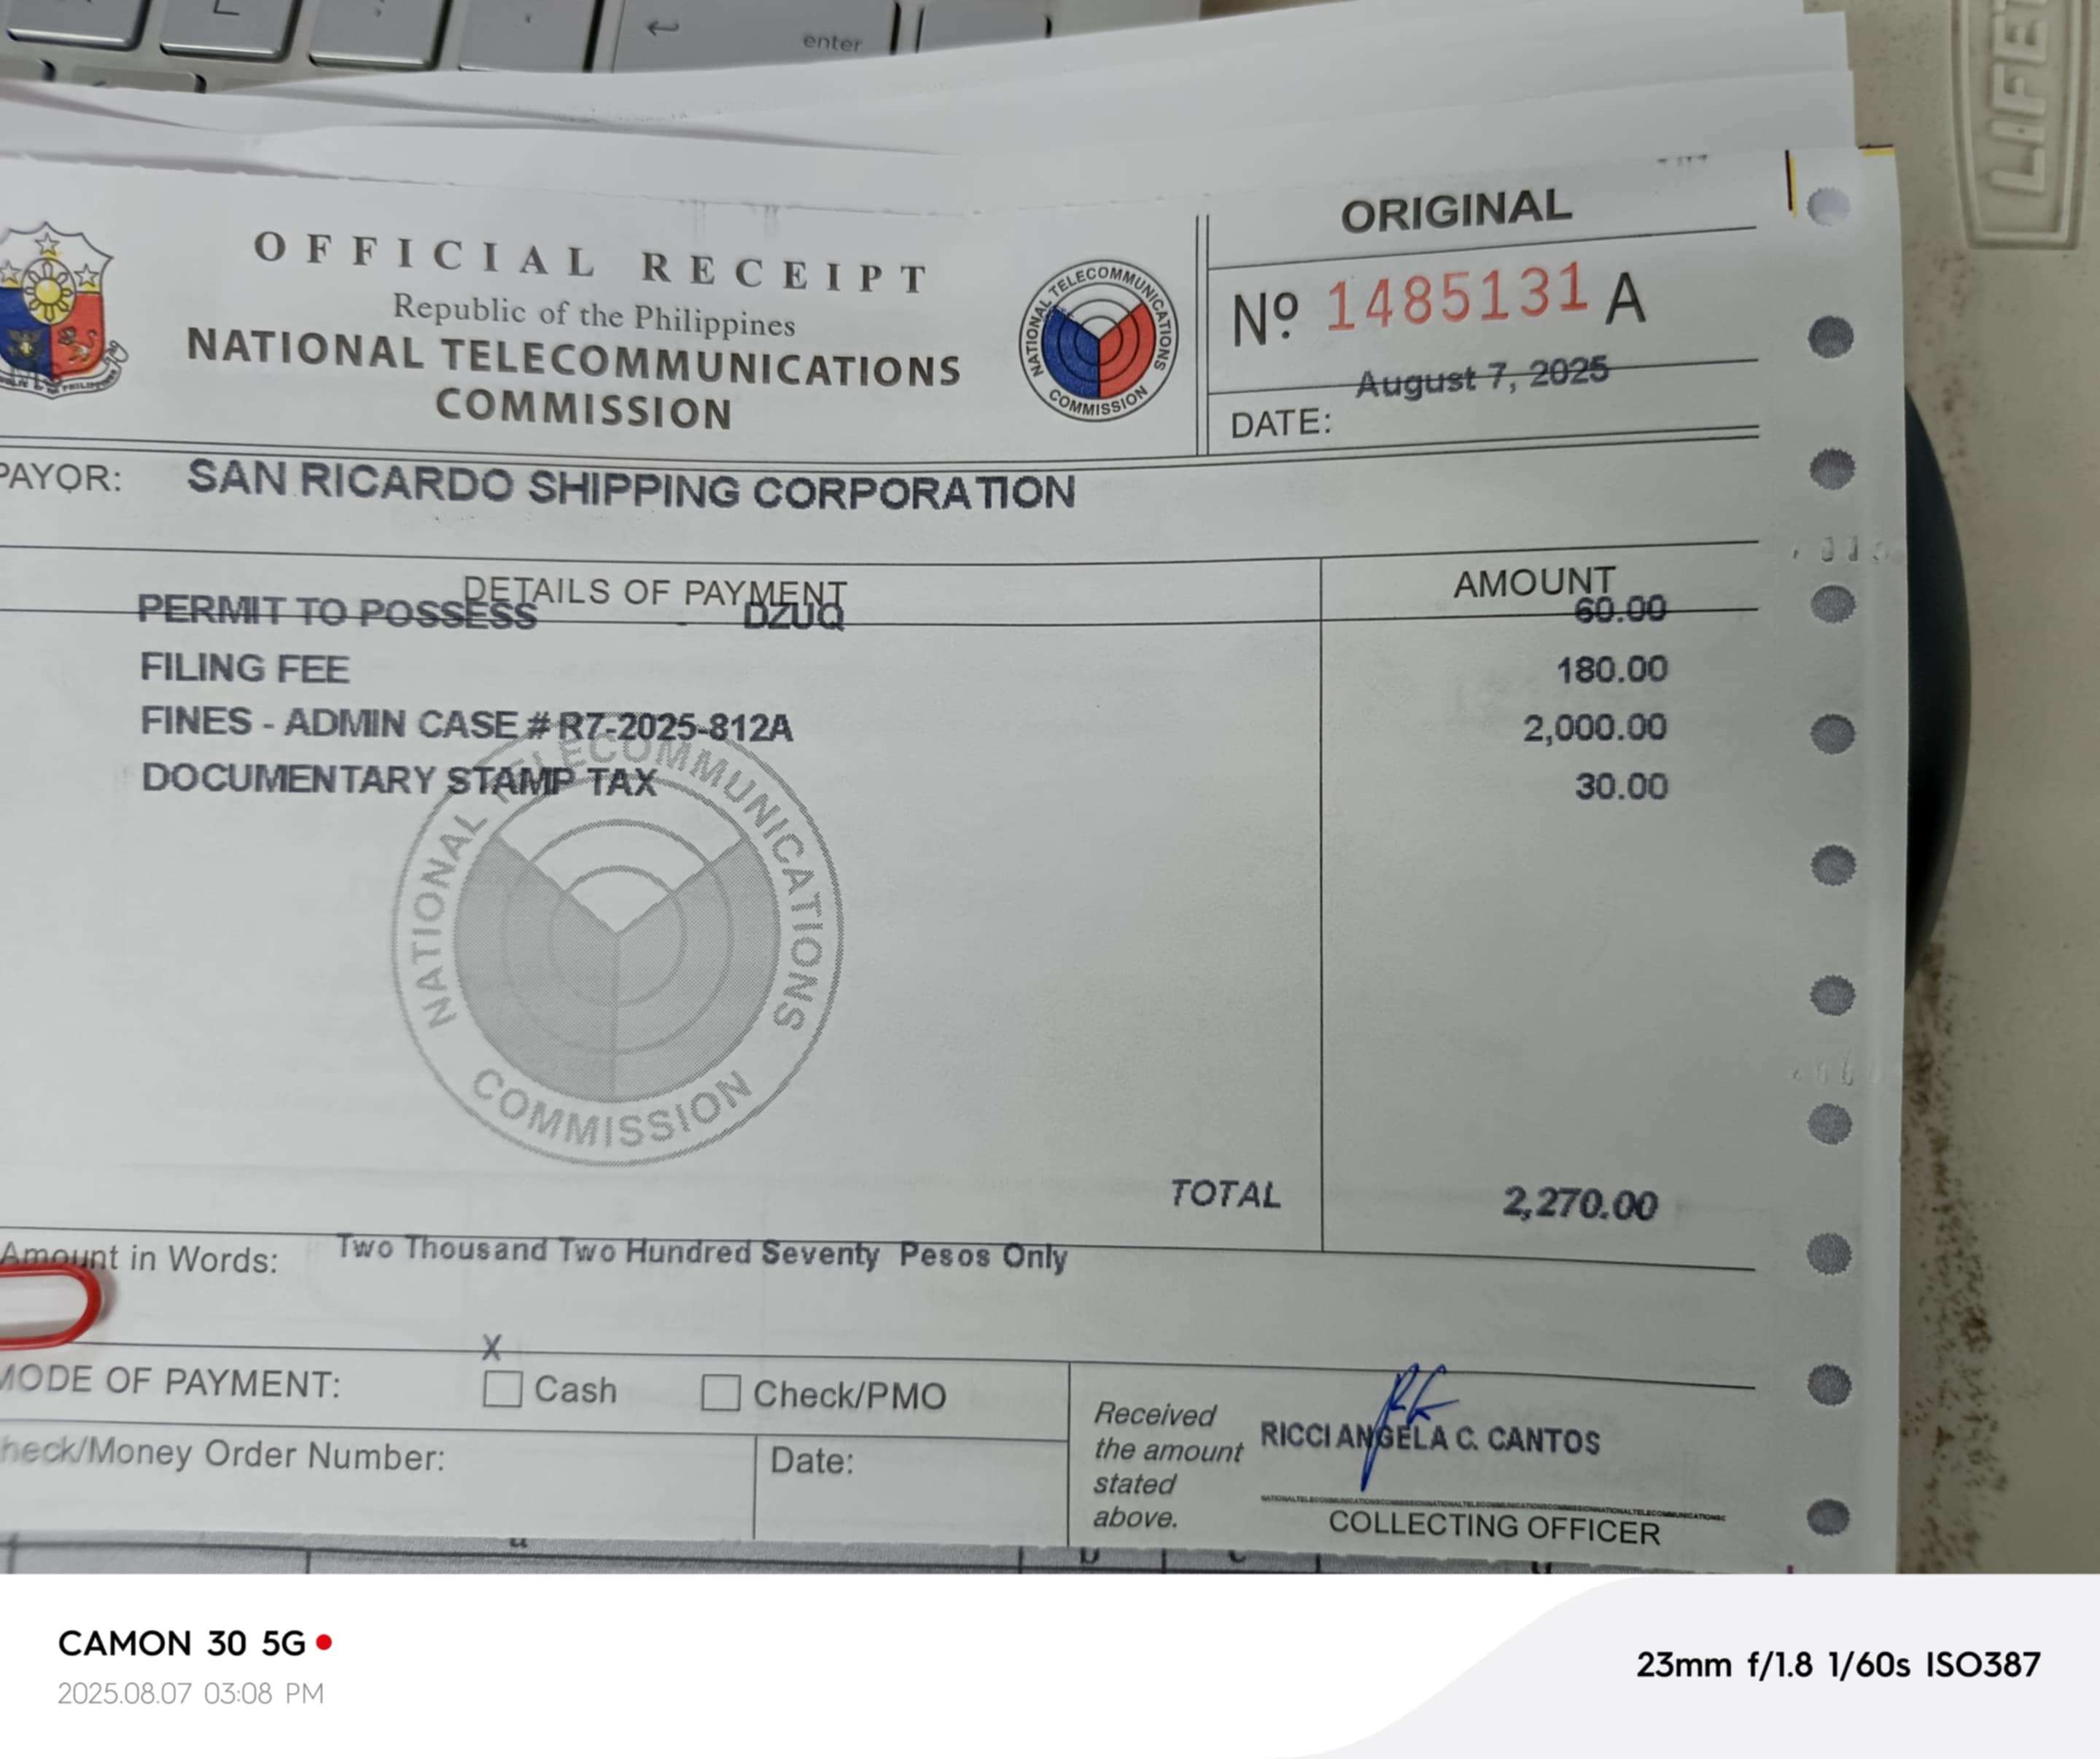 enter
LIFET
OFFICIAL RECEIPT
Republic of the Philippines
NATIONAL TELECOMMUNICATIONS
COMMISSION
NATIONAL TELECOMMUNICATIONS COMMISSION
ORIGINAL
Nº 1485131 A
August 7, 2025
DATE:
PAYOR: SAN RICARDO SHIPPING CORPORATION
DETAILS OF PAYMENT AMOUNT
PERMIT TO POSSESS - DZUQ 60.00
FILING FEE 180.00
FINES - ADMIN CASE # R7-2025-812A 2,000.00
DOCUMENTARY STAMP TAX 30.00
NATIONAL TELECOMMUNICATIONS COMMISSION
TOTAL 2,270.00
Amount in Words: Two Thousand Two Hundred Seventy Pesos Only
X
MODE OF PAYMENT: Cash Check/PMO
heck/Money Order Number: Date:
Received
the amount
stated
above.
RICCI ANGELA C. CANTOS
COLLECTING OFFICER
CAMON 30 5G
2025.08.07 03:08 PM
23mm f/1.8 1/60s ISO387